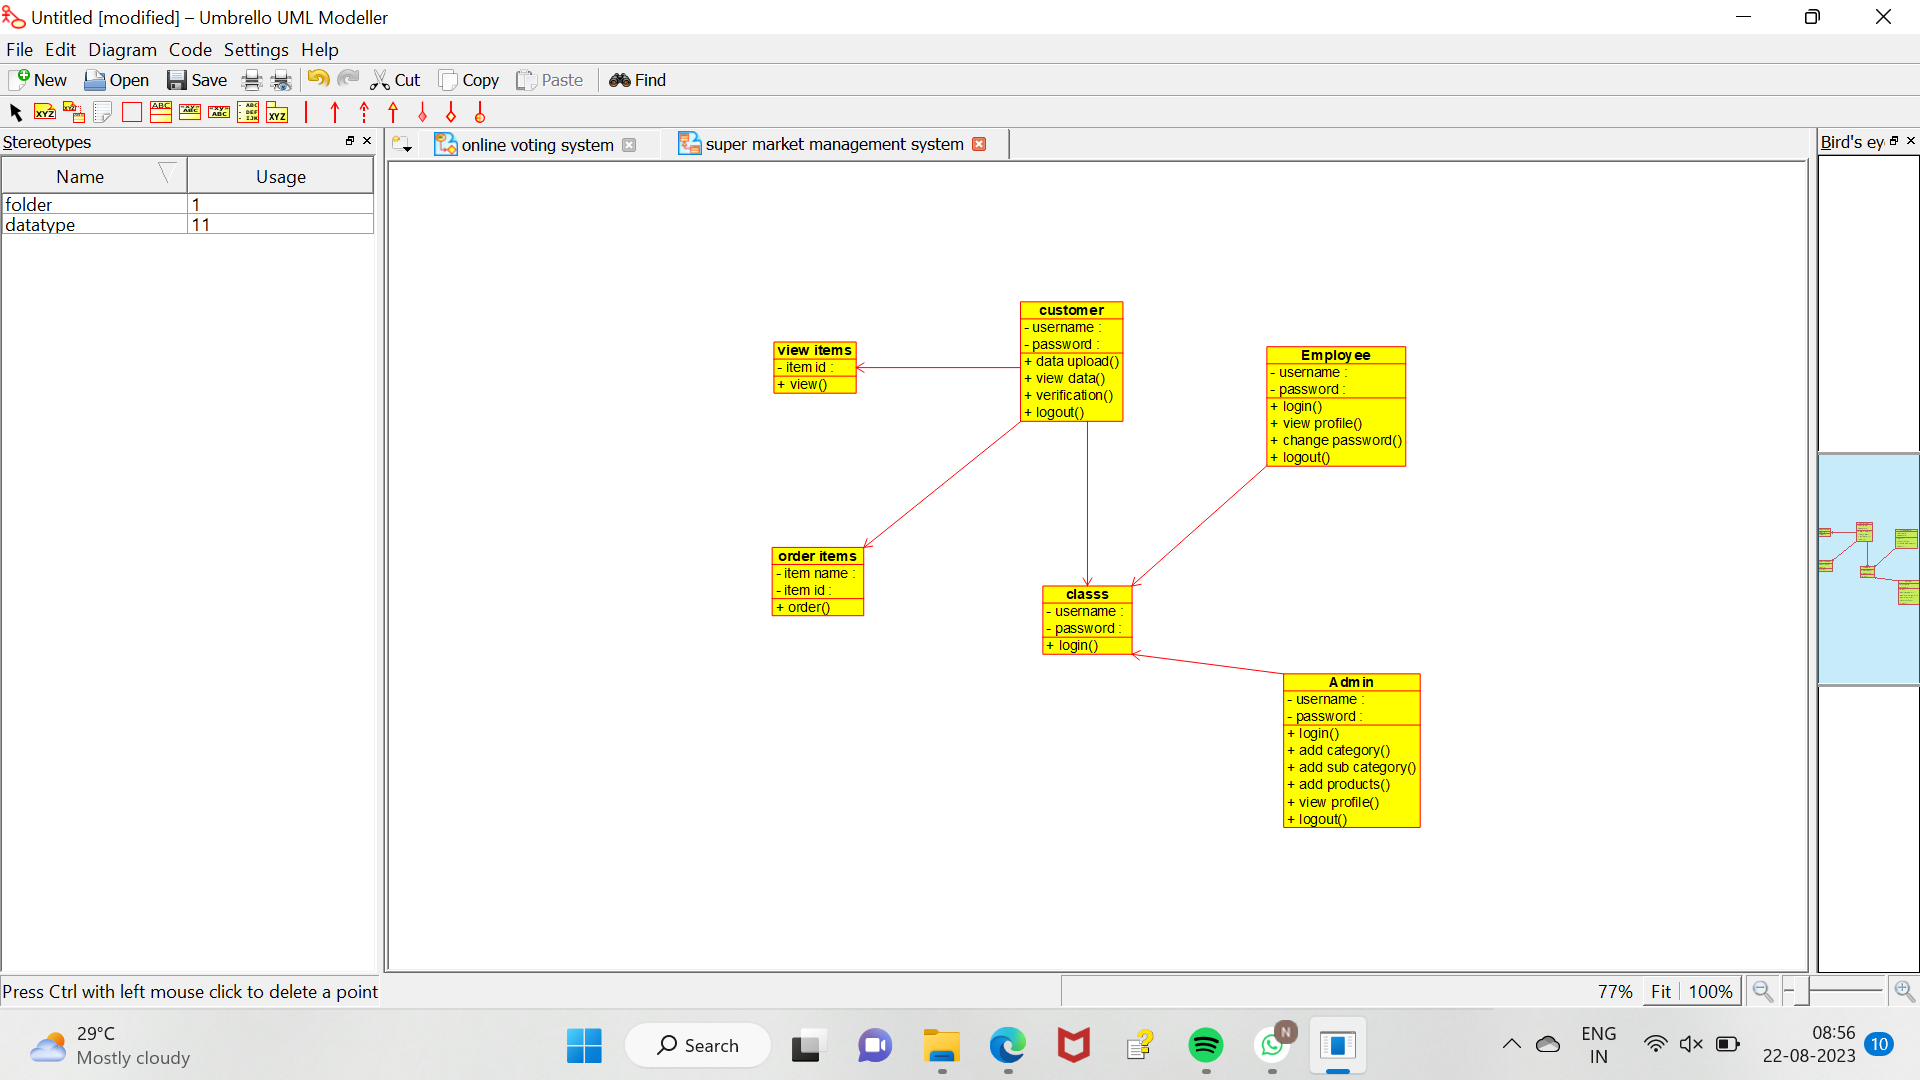 Untitled [modified] – Umbrello UML Modeller
File Edit Diagram Code Settings Help
New Open Save Cut Copy Paste Find
Stereotypes
Name Usage
folder 1
datatype 11
online voting system
super market management system
Bird's ey
view items
- item id :
+ view()
customer
- username :
- password :
+ data upload()
+ view data()
+ verification()
+ logout()
Employee
- username :
- password :
+ login()
+ view profile()
+ change password()
+ logout()
order items
- item name :
- item id :
+ order()
classs
- username :
- password :
+ login()
Admin
- username :
- password :
+ login()
+ add category()
+ add sub category()
+ add products()
+ view profile()
+ logout()
Press Ctrl with left mouse click to delete a point
77% Fit 100%
29°C
Mostly cloudy
Search
N
ENG
IN
08:56
22-08-2023
10